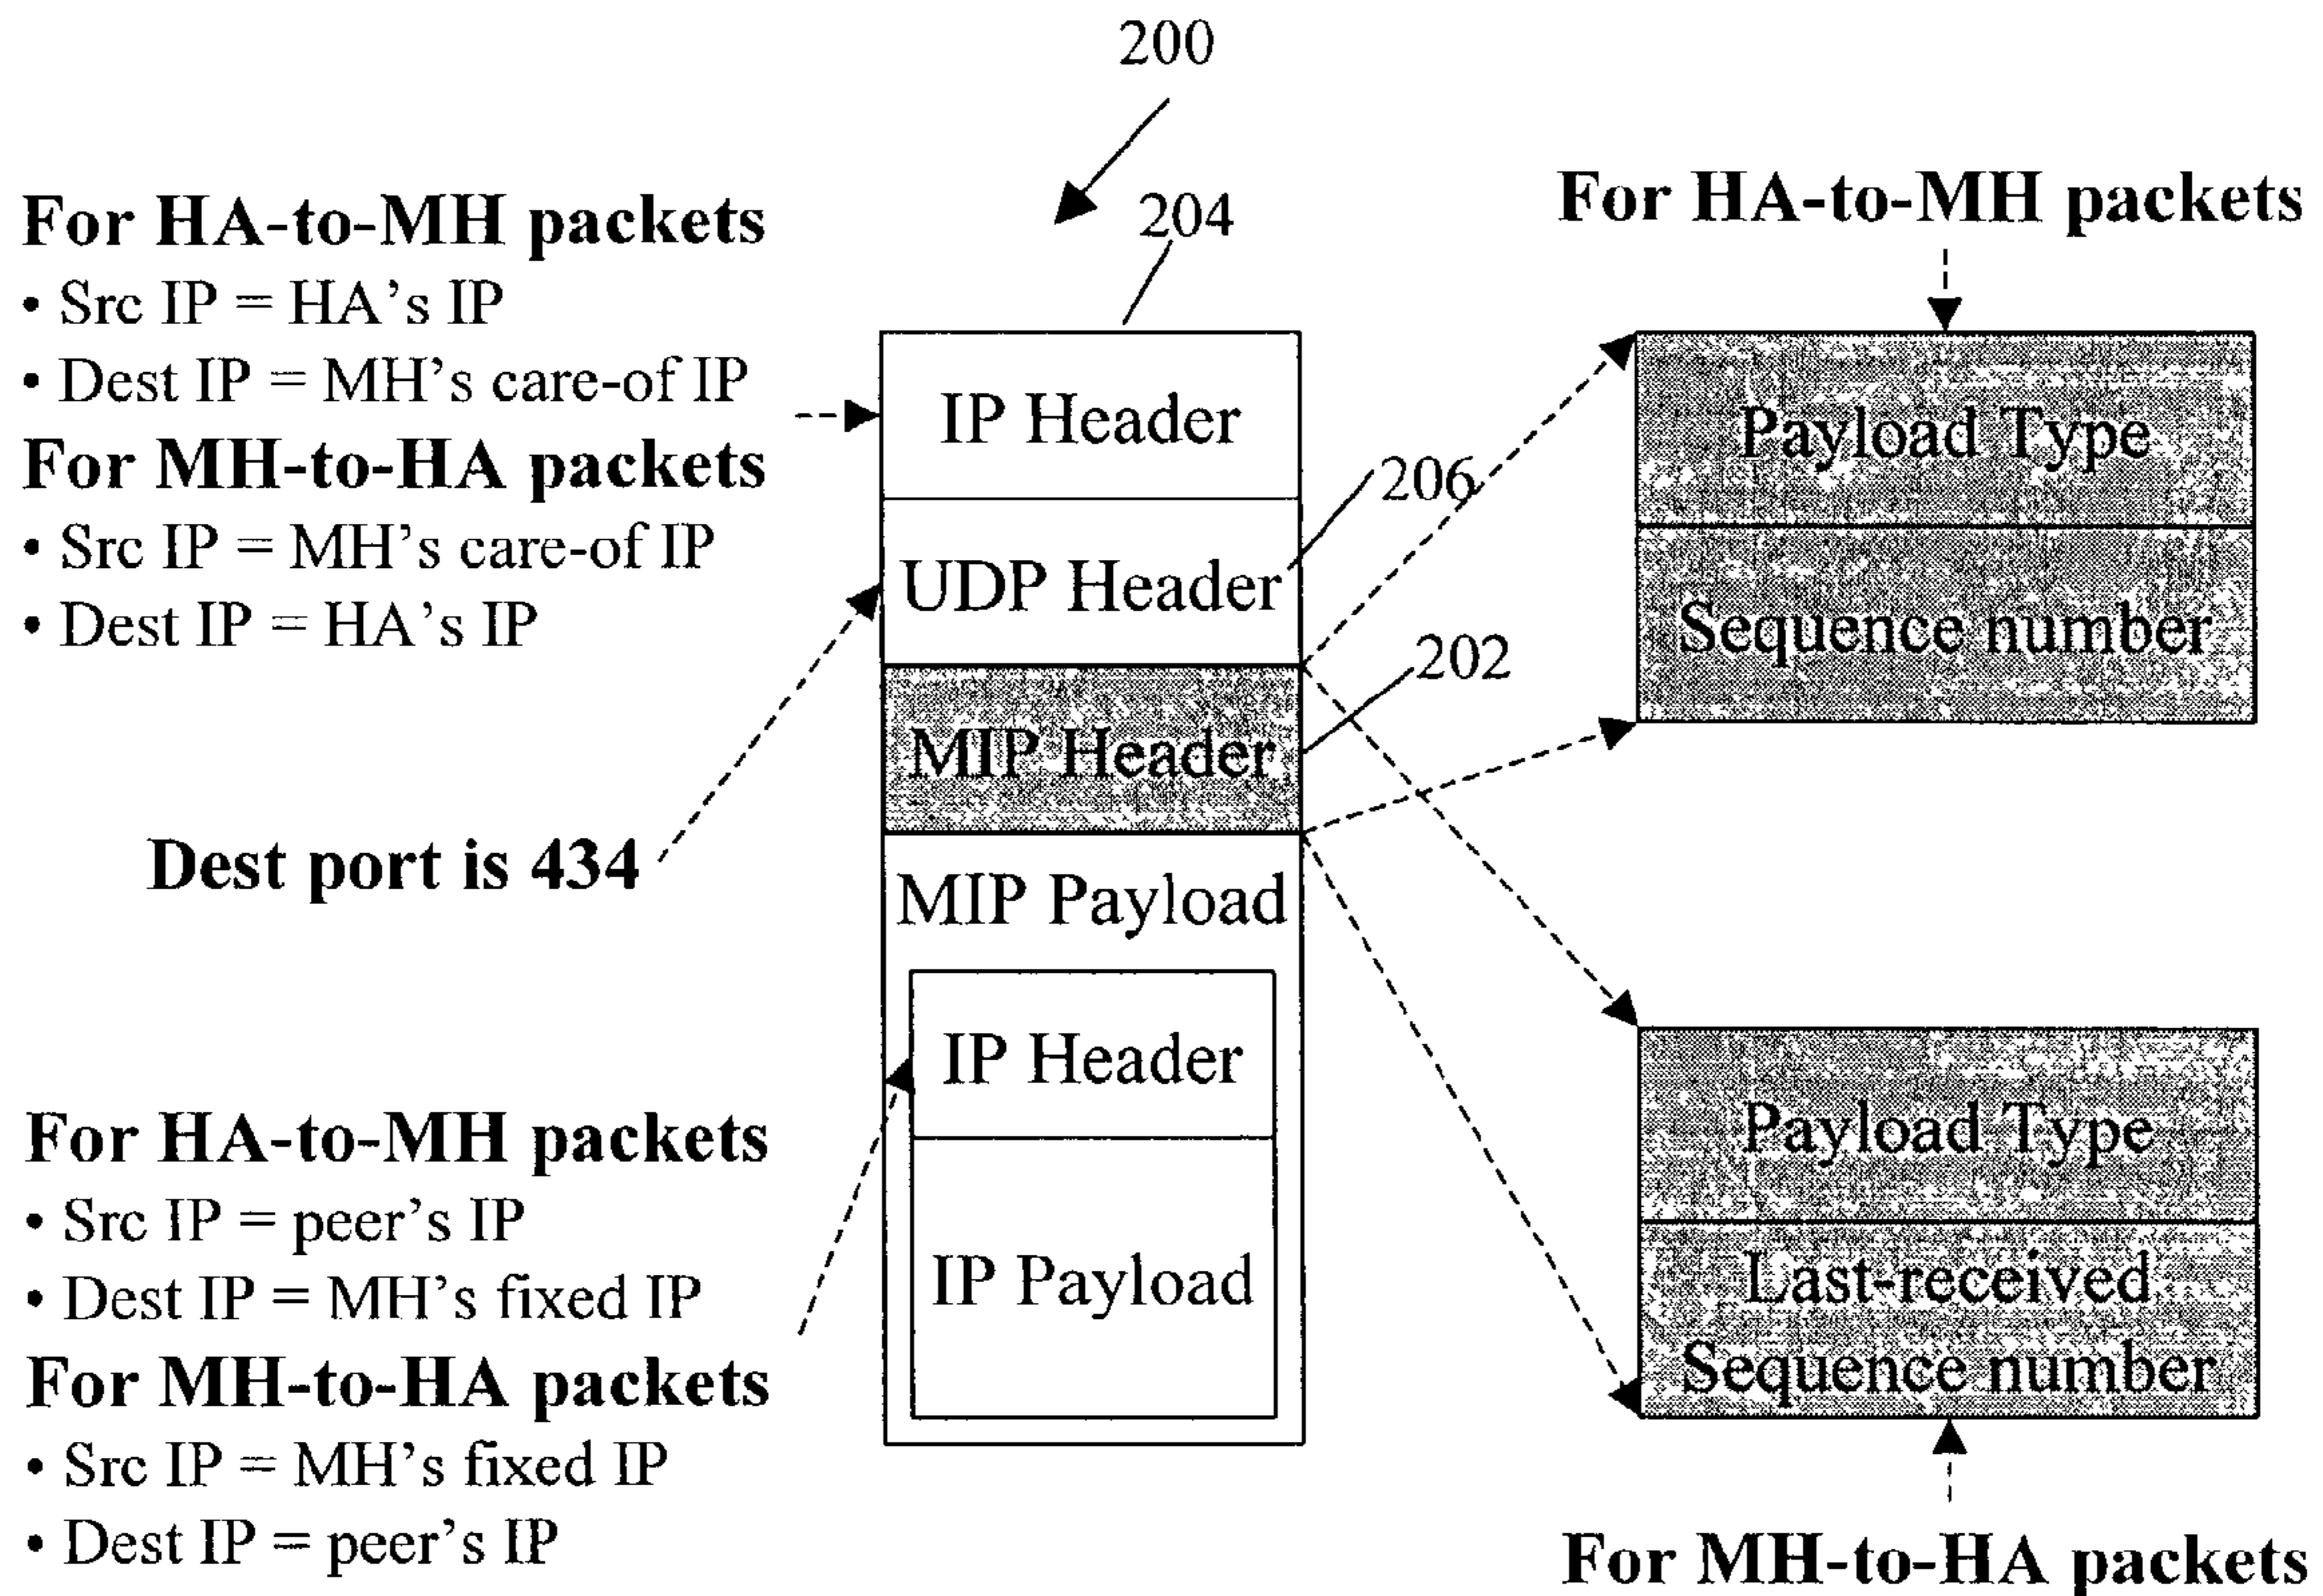 200
204
For HA-to-MH packets
• Src IP = HA's IP
• Dest IP = MH's care-of IP
For MH-to-HA packets
• Src IP = MH's care-of IP
• Dest IP = HA's IP
Dest port is 434
For HA-to-MH packets
• Src IP = peer's IP
• Dest IP = MH's fixed IP
For MH-to-HA packets
• Src IP = MH's fixed IP
• Dest IP = peer's IP
IP Header
206
UDP Header
202
MIP Header
MIP Payload
IP Header
IP Payload
For HA-to-MH packets
Payload Type
Sequence number
Payload Type
Last-received
Sequence number
For MH-to-HA packets